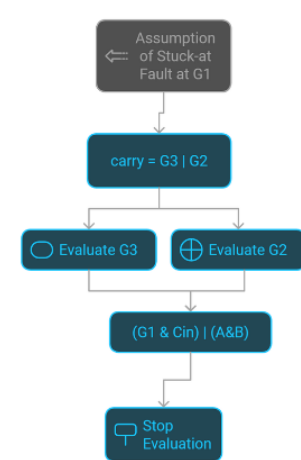 Assumption
of Stuck-at
Fault at G1
carry = G3 | G2
Evaluate G3
Evaluate G2
(G1 & Cin) | (A&B)
Stop
Evaluation